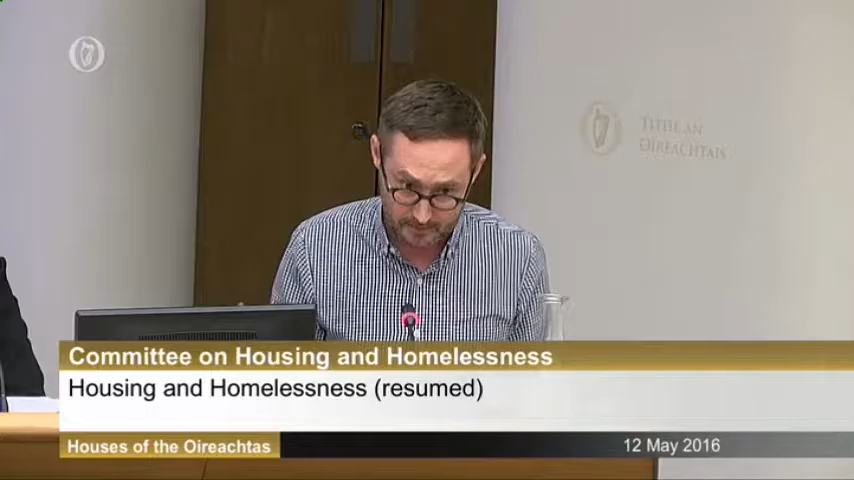 TITHE AN
OIREACHTAIS
Committee on Housing and Homelessness
Housing and Homelessness (resumed)
Houses of the Oireachtas
12 May 2016